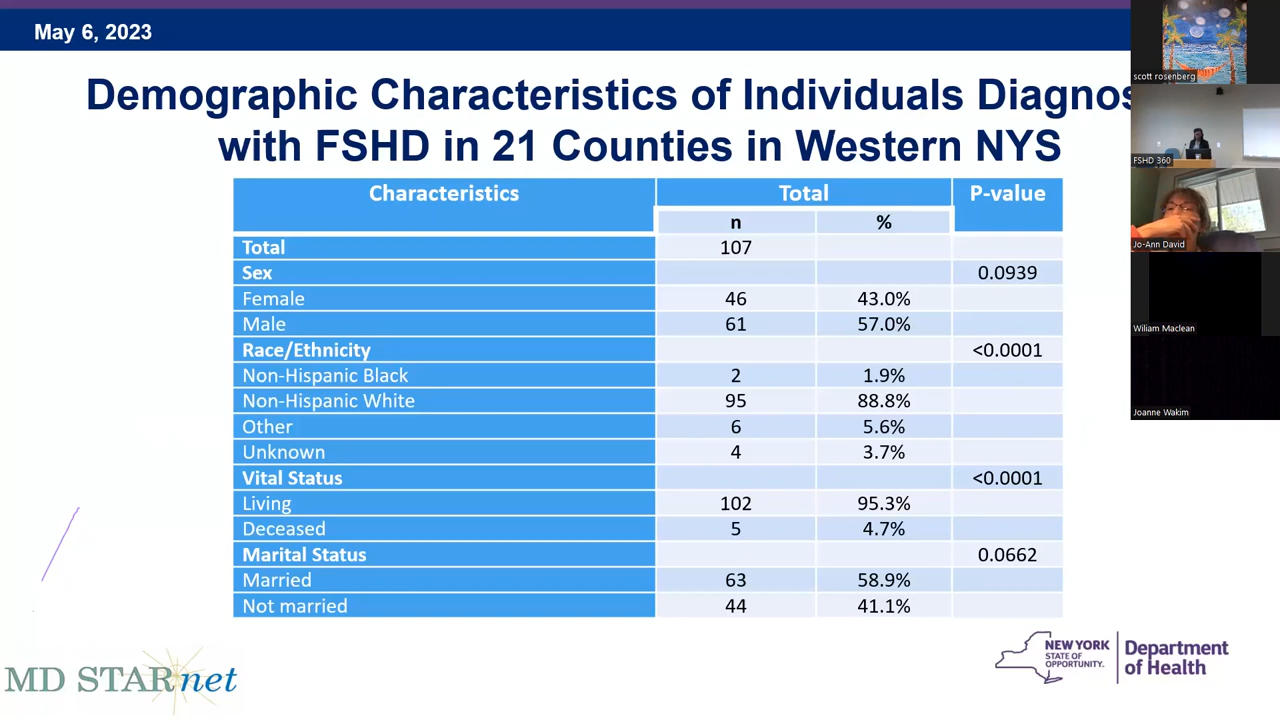 May 6, 2023
Demographic Characteristics of Individuals Diagnos
with FSHD in 21 Counties in Western NYS
Characteristics Total P-value
n %
Total 107
Sex 0.0939
Female 46 43.0%
Male 61 57.0%
Race/Ethnicity <0.0001
Non-Hispanic Black 2 1.9%
Non-Hispanic White 95 88.8%
Other 6 5.6%
Unknown 4 3.7%
Vital Status <0.0001
Living 102 95.3%
Deceased 5 4.7%
Marital Status 0.0662
Married 63 58.9%
Not married 44 41.1%
MD STARnet
NEW YORK
STATE OF
OPPORTUNITY.
Department
of Health
scott rosenberg
FSHD 360
Jo-Ann David
Wiliam Maclean
Joanne Wakim